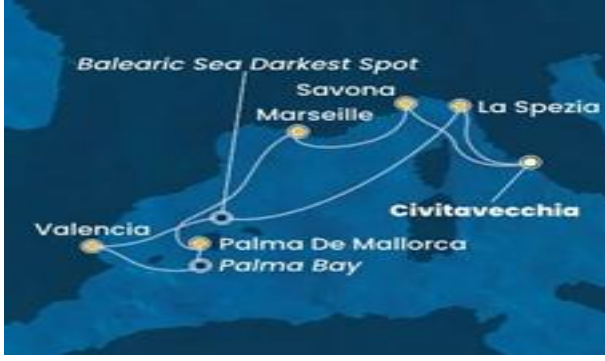 Balearic Sea Darkest Spot
Savona
Marseille
La Spezia
Civitavecchia
Valencia
Palma De Mallorca
Palma Bay